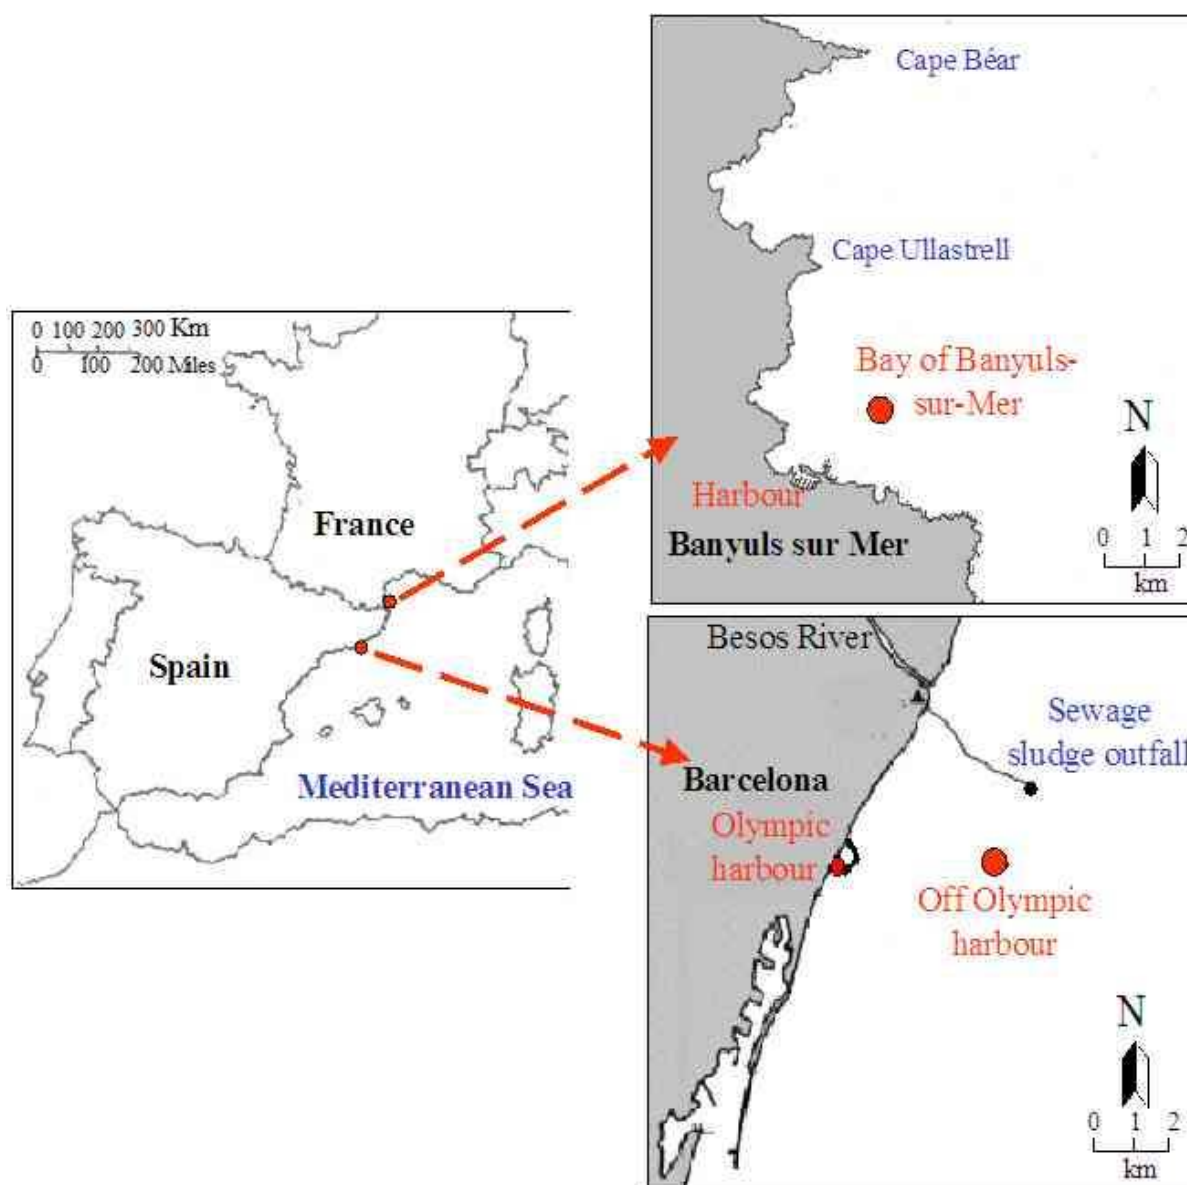 0 100 200 300 Km
0 100 200 Miles
France
Spain
Mediterranean Sea
Cape Béar
Cape Ullastrell
Bay of Banyuls-
sur-Mer
N
Harbour
Banyuls sur Mer
0 1 2
km
Besos River
Sewage
sludge outfall
Barcelona
Olympic
harbour
Off Olympic
harbour
N
0 1 2
km